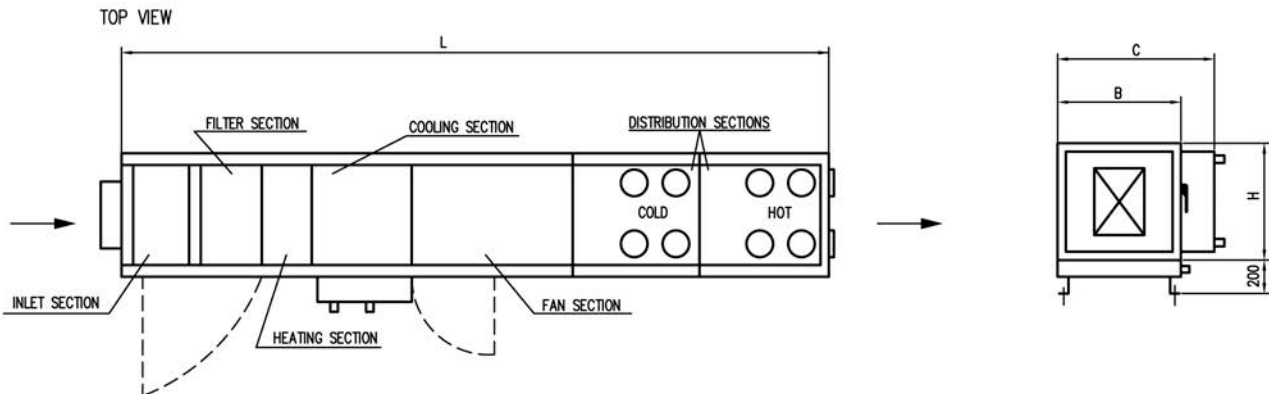 TOP VIEW
L
C
B
FILTER SECTION
COOLING SECTION
DISTRIBUTION SECTIONS
COLD
HOT
H
200
INLET SECTION
FAN SECTION
HEATING SECTION